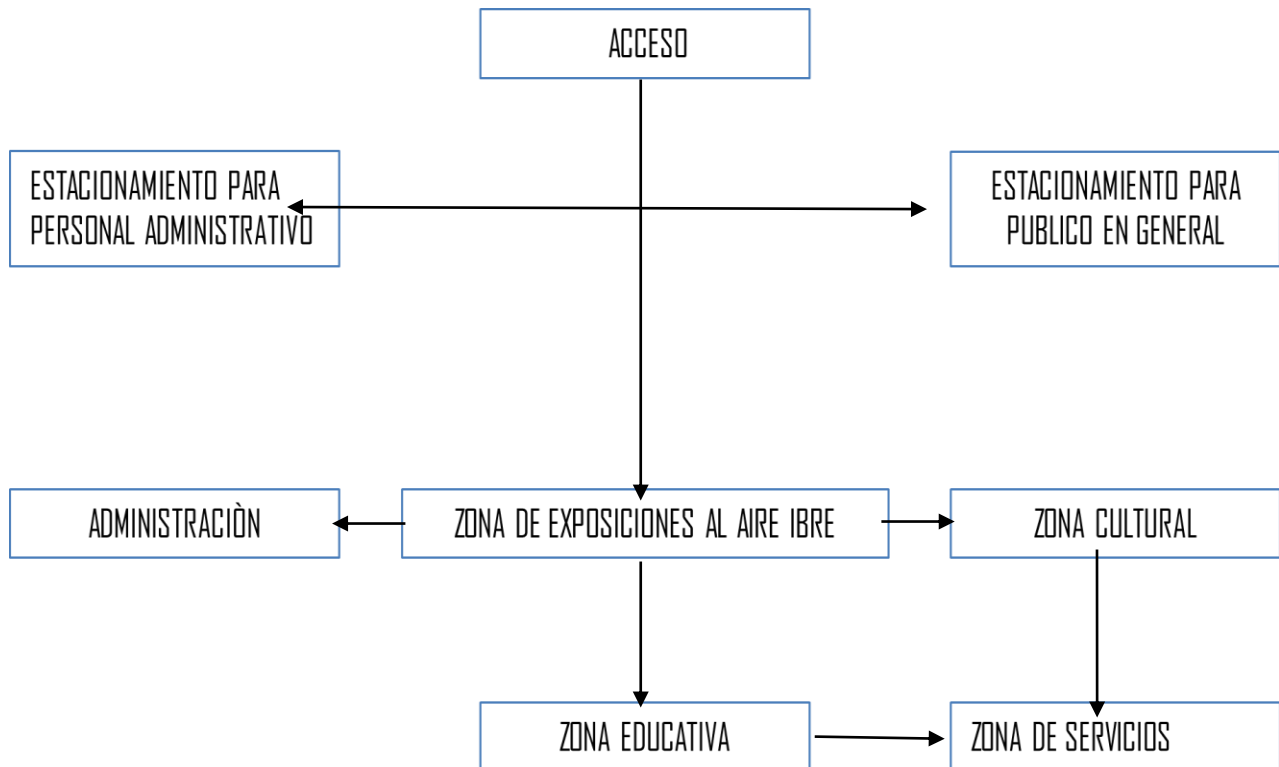 ACCESO
ESTACIONAMIENTO PARA
PERSONAL ADMINISTRATIVO
ESTACIONAMIENTO PARA
PUBLICO EN GENERAL
ADMINISTRACIÒN
ZONA DE EXPOSICIONES AL AIRE IBRE
ZONA CULTURAL
ZONA EDUCATIVA
ZONA DE SERVICIOS